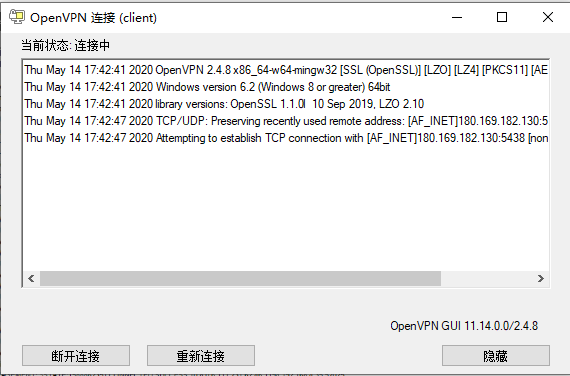 OpenVPN 连接 (client)
当前状态: 连接中
Thu May 14 17:42:41 2020 OpenVPN 2.4.8 x86_64-w64-mingw32 [SSL (OpenSSL)] [LZO] [LZ4] [PKCS11] [AE
Thu May 14 17:42:41 2020 Windows version 6.2 (Windows 8 or greater) 64bit
Thu May 14 17:42:41 2020 library versions: OpenSSL 1.1.0l  10 Sep 2019, LZO 2.10
Thu May 14 17:42:47 2020 TCP/UDP: Preserving recently used remote address: [AF_INET]180.169.182.130:5
Thu May 14 17:42:47 2020 Attempting to establish TCP connection with [AF_INET]180.169.182.130:5438 [non
OpenVPN GUI 11.14.0.0/2.4.8
断开连接 重新连接 隐藏